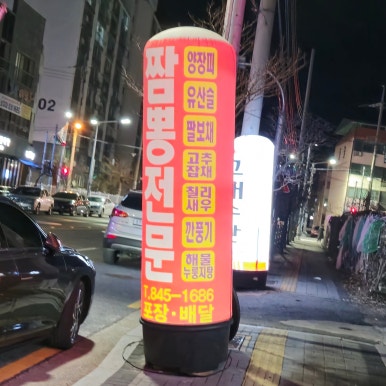 짬뽕전문
양장피
유산슬
팔보채
고추
잡채
칠리
새우
깐풍기
해물
누룽지탕
T.845-1686
포장·배달
02